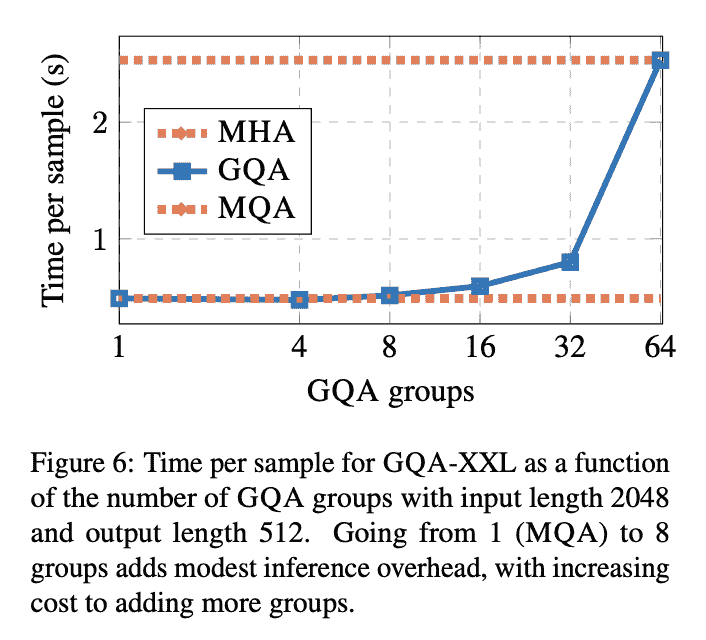 Time per sample (s)
2
1
MHA
GQA
MQA
1 4 8 16 32 64
GQA groups
Figure 6: Time per sample for GQA-XXL as a function
of the number of GQA groups with input length 2048
and output length 512. Going from 1 (MQA) to 8
groups adds modest inference overhead, with increasing
cost to adding more groups.